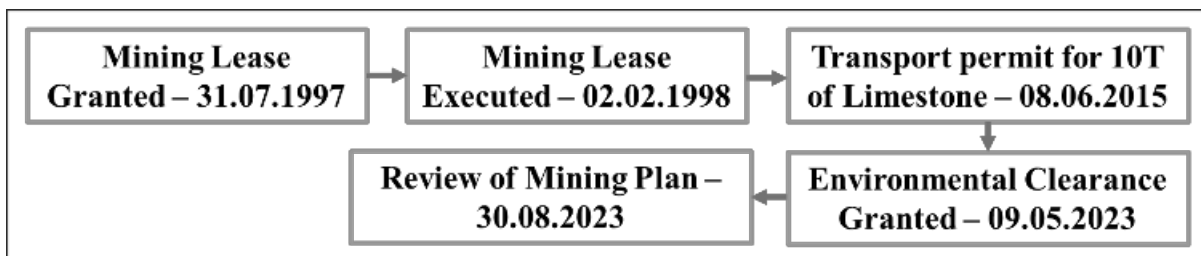 Mining Lease
Granted – 31.07.1997
Mining Lease
Executed – 02.02.1998
Transport permit for 10T
of Limestone – 08.06.2015
Environmental Clearance
Granted – 09.05.2023
Review of Mining Plan –
30.08.2023